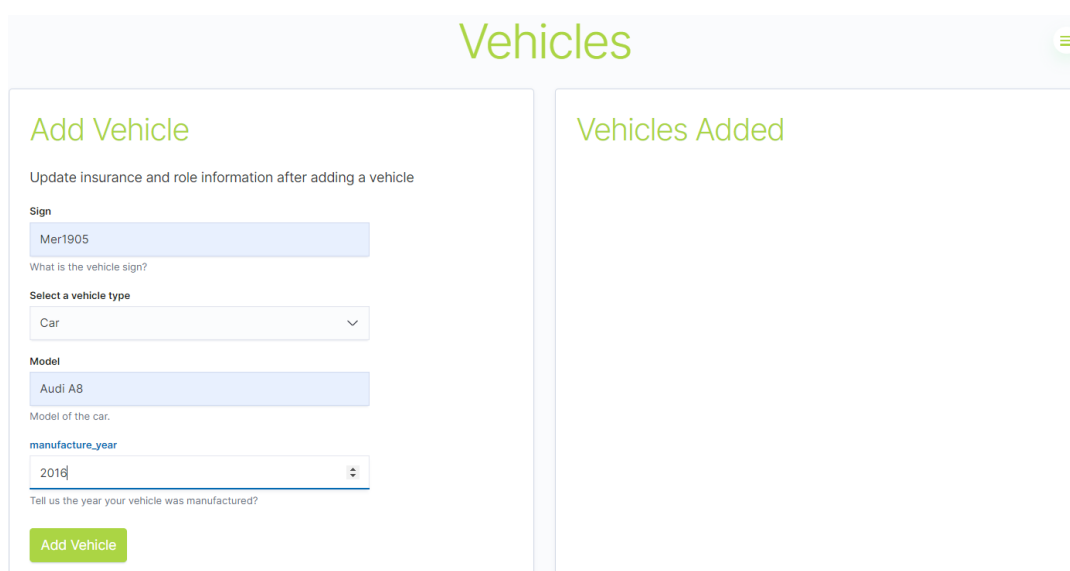 Vehicles
Add Vehicle
Update insurance and role information after adding a vehicle
Sign
Mer1905
What is the vehicle sign?
Select a vehicle type
Car
Model
Audi A8
Model of the car.
manufacture_year
2016
Tell us the year your vehicle was manufactured?
Add Vehicle
Vehicles Added